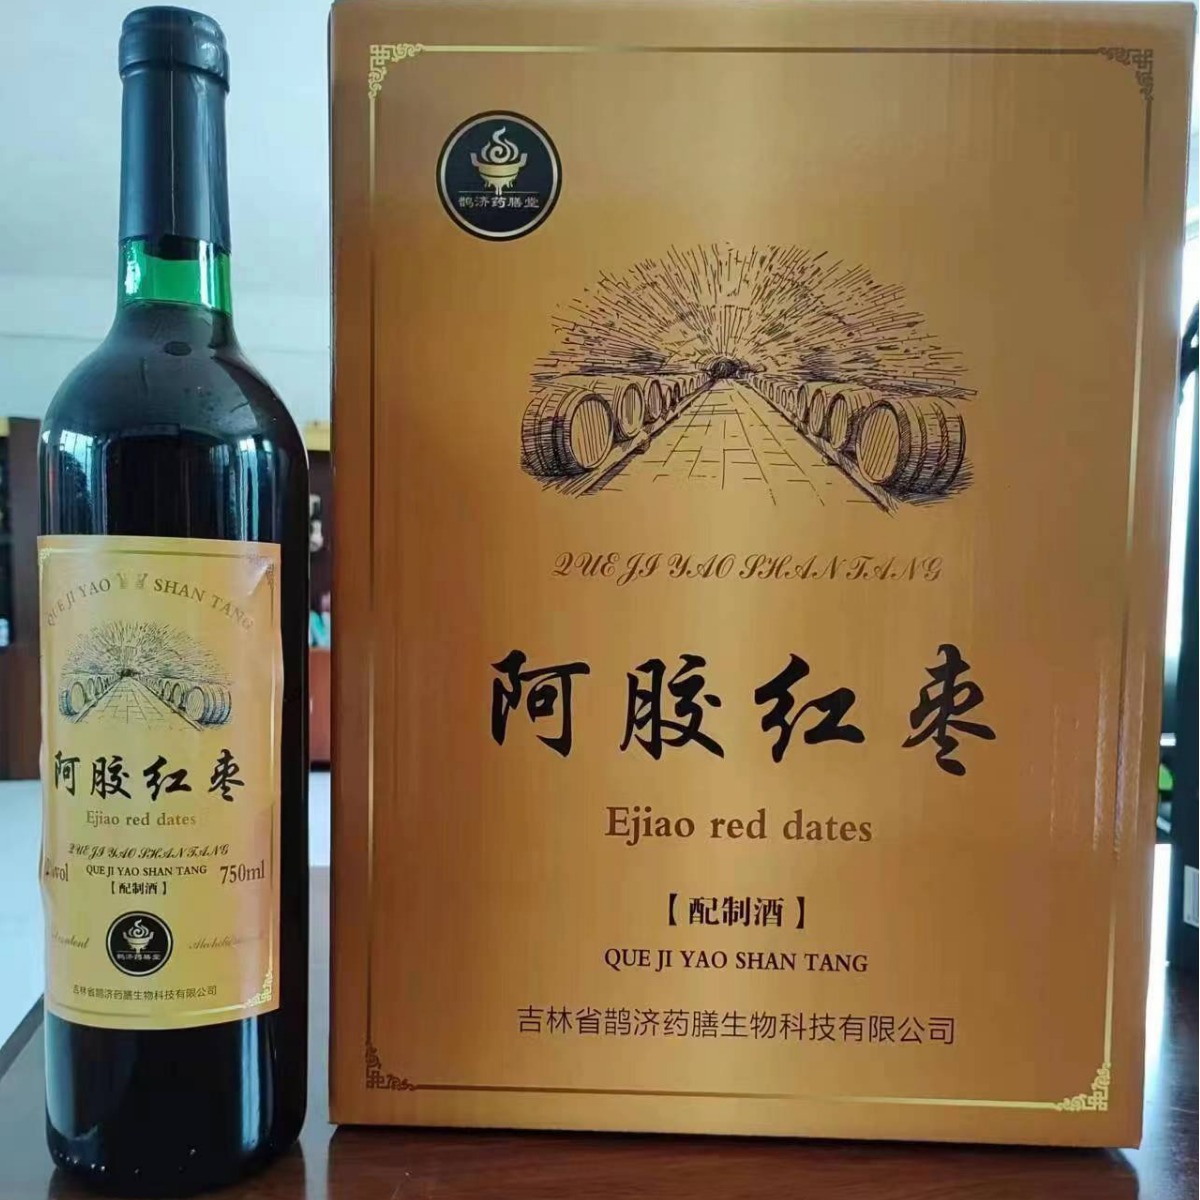 QUE JI YAO SHAN TANG
阿胶红枣
Ejiao red dates
QUE JI YAO SHAN TANG
QUE JI YAO SHAN TANG
750ml
【配制酒】
鹊济药膳堂
吉林省鹊济药膳生物科技有限公司
鹊济药膳堂
QUE JI YAO SHAN TANG
阿胶红枣
Ejiao red dates
【配制酒】
QUE JI YAO SHAN TANG
吉林省鹊济药膳生物科技有限公司